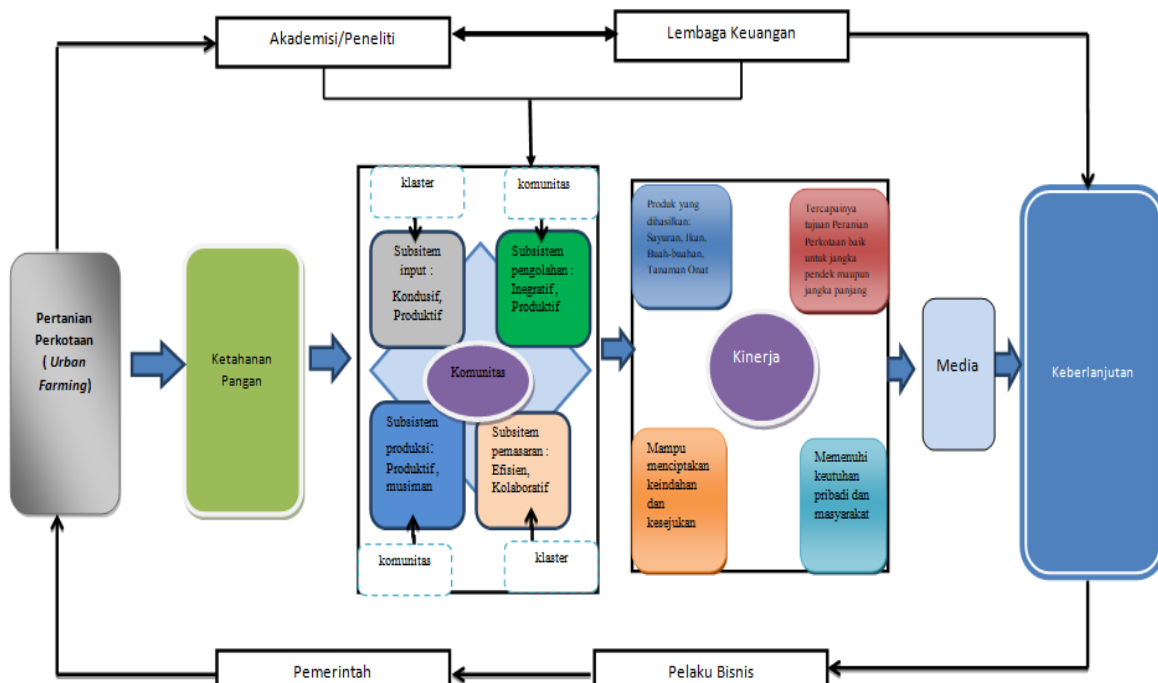 Akademisi/Peneliti
Lembaga Keuangan
klaster
komunitas
Subsitem
input :
Kondusif,
Produktif
Subsistem
pengolahan :
Inegratif ,
Produktif
Komunitas
Subsistem
produksi:
Produktif ,
musiman
Subsitem
pemasaran :
Efisien,
Kolaboratif
komunitas
klaster
Produk yang
dihasilkan:
Sayuran, Ikan,
Buah-buahan,
Tanaman Onat
Tercapainya
tujuan Peranian
Perkotaan baik
untuk jangka
pendek maupun
jangka panjang
Kinerja
Mampu
menciptakan
keindahan
dan
kesejukan
Memenuhi
keutuhan
pribadi dan
masyarakat
Pertanian
Perkotaan
( Urban
Farming)
Ketahanan
Pangan
Media
Keberlanjutan
Pemerintah
Pelaku Bisnis